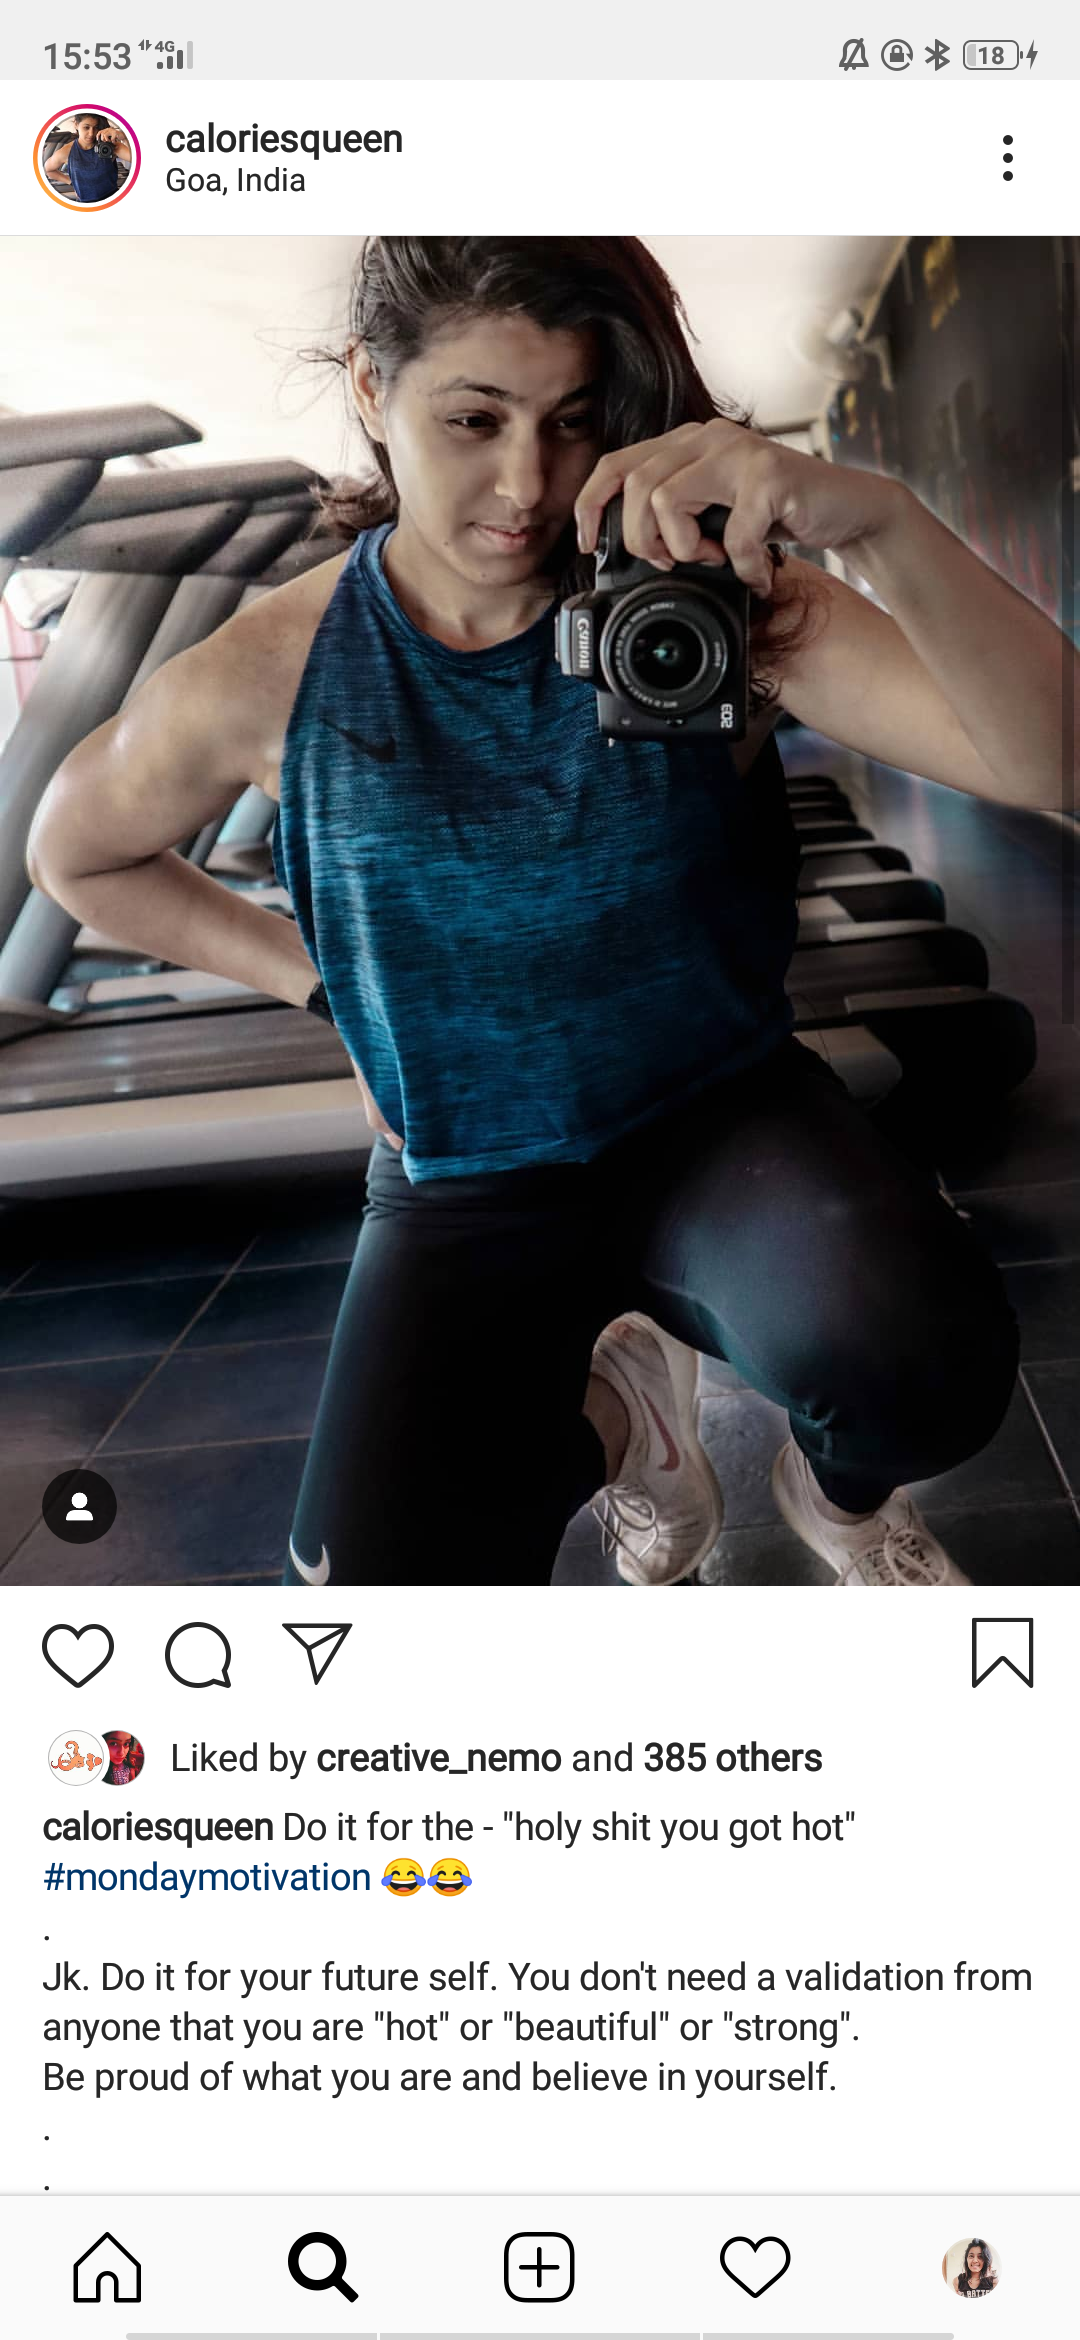 15:53 4G 18
caloriesqueen
Goa, India
Canon
EOS
Liked by creative_nemo and 385 others
caloriesqueen Do it for the - "holy shit you got hot"
#mondaymotivation 😂😂
.
Jk. Do it for your future self. You don't need a validation from
anyone that you are "hot" or "beautiful" or "strong".
Be proud of what you are and believe in yourself.
.
.